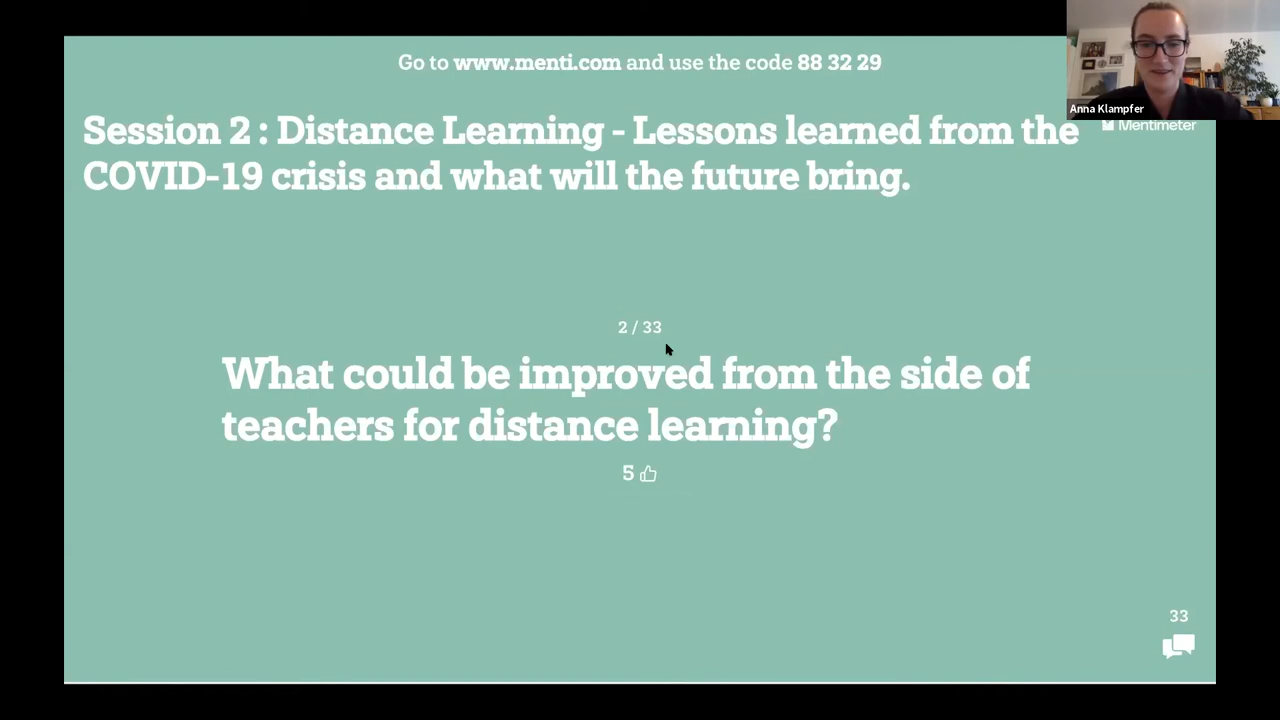 Go to www.menti.com and use the code 88 32 29
Anna Klampfer
Mentimeter
Session 2 : Distance Learning - Lessons learned from the
COVID-19 crisis and what will the future bring.
2 / 33
What could be improved from the side of
teachers for distance learning?
5
33